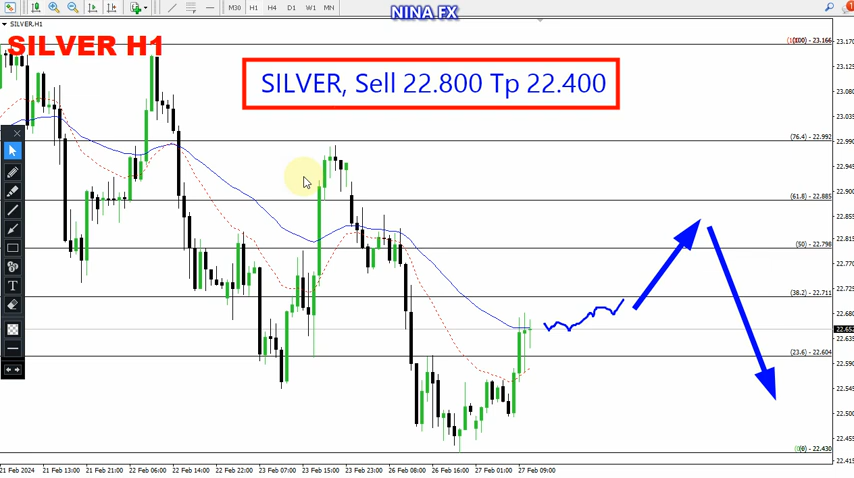 NINA FX
M30 H1 H4 D1 W1 MN
SILVER,H1
SILVER H1
SILVER, Sell 22.800 Tp 22.400
(100) - 23.166
(76.4) - 22.992
(61.8) - 22.885
(50) - 22.798
(38.2) - 22.711
(23.6) - 22.604
(0) - 22.430
23.170
23.125
23.080
23.035
22.990
22.945
22.900
22.855
22.810
22.770
22.725
22.680
22.635
22.590
22.545
22.500
22.460
22.415
T
21 Feb 2024
21 Feb 13:00
21 Feb 21:00
22 Feb 06:00
22 Feb 14:00
22 Feb 22:00
23 Feb 07:00
23 Feb 15:00
23 Feb 23:00
26 Feb 08:00
26 Feb 16:00
27 Feb 01:00
27 Feb 09:00